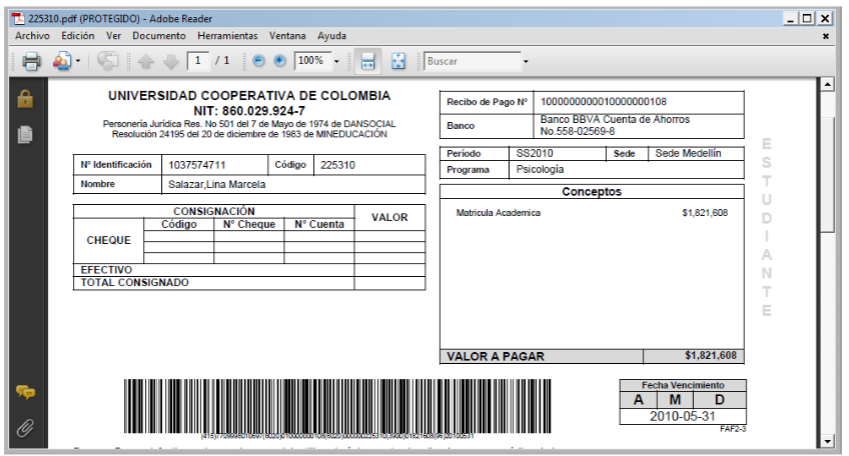 225310.pdf (PROTEGIDO) - Adobe Reader
Archivo Edición Ver Documento Herramientas Ventana Ayuda
1 / 1 100% Buscar
UNIVERSIDAD COOPERATIVA DE COLOMBIA
NIT: 860.029.924-7
Personería Jurídica Res. No 501 del 7 de Mayo de 1974 de DANSOCIAL
Resolución 24195 del 20 de diciembre de 1983 de MINEDUCACIÓN
Nº Identificación 1037574711 Código 225310
Nombre Salazar,Lina Marcela
CONSIGNACIÓN VALOR
Código Nº Cheque Nº Cuenta
CHEQUE
EFECTIVO
TOTAL CONSIGNADO
Recibo de Pago Nº 1000000000010000000108
Banco Banco BBVA Cuenta de Ahorros
No.558-02569-8
Período SS2010 Sede Sede Medellín
Programa Psicología
Conceptos
Matricula Academica $1,821,608
VALOR A PAGAR $1,821,608
ESTUDIANTE
Fecha Vencimiento
A M D
2010-05-31
FAF2-3